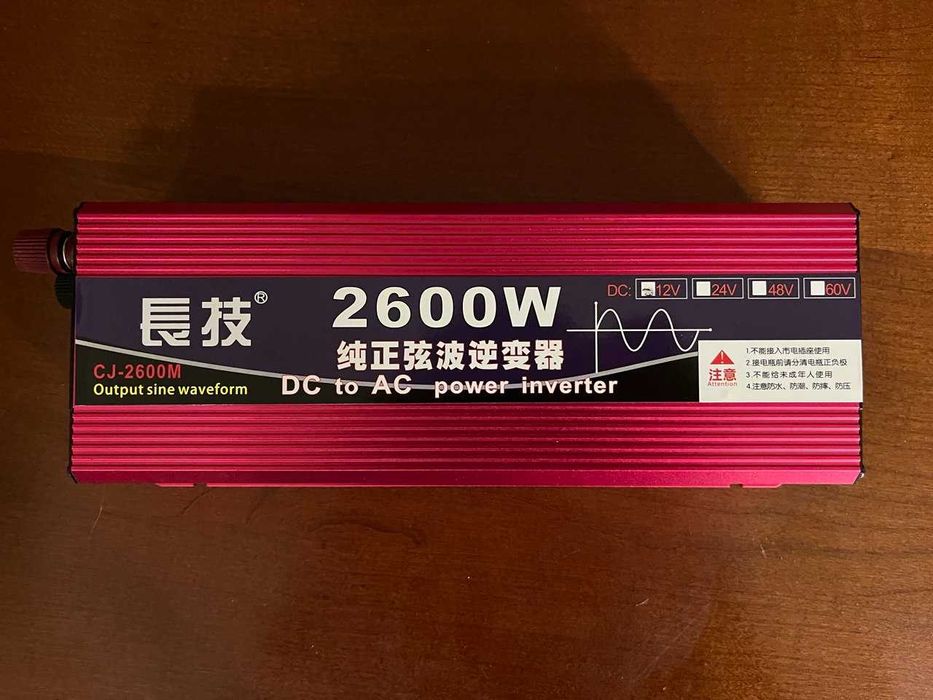 長技®
CJ-2600M
Output sine waveform
2600W
纯正弦波逆变器
DC to AC power inverter
DC: 12V 24V 48V 60V
注意
Attention
1.不能接入市电插座使用
2.接电瓶前请分清电瓶正负极
3.不能给未成年人使用
4.注意防水、防潮、防摔、防压